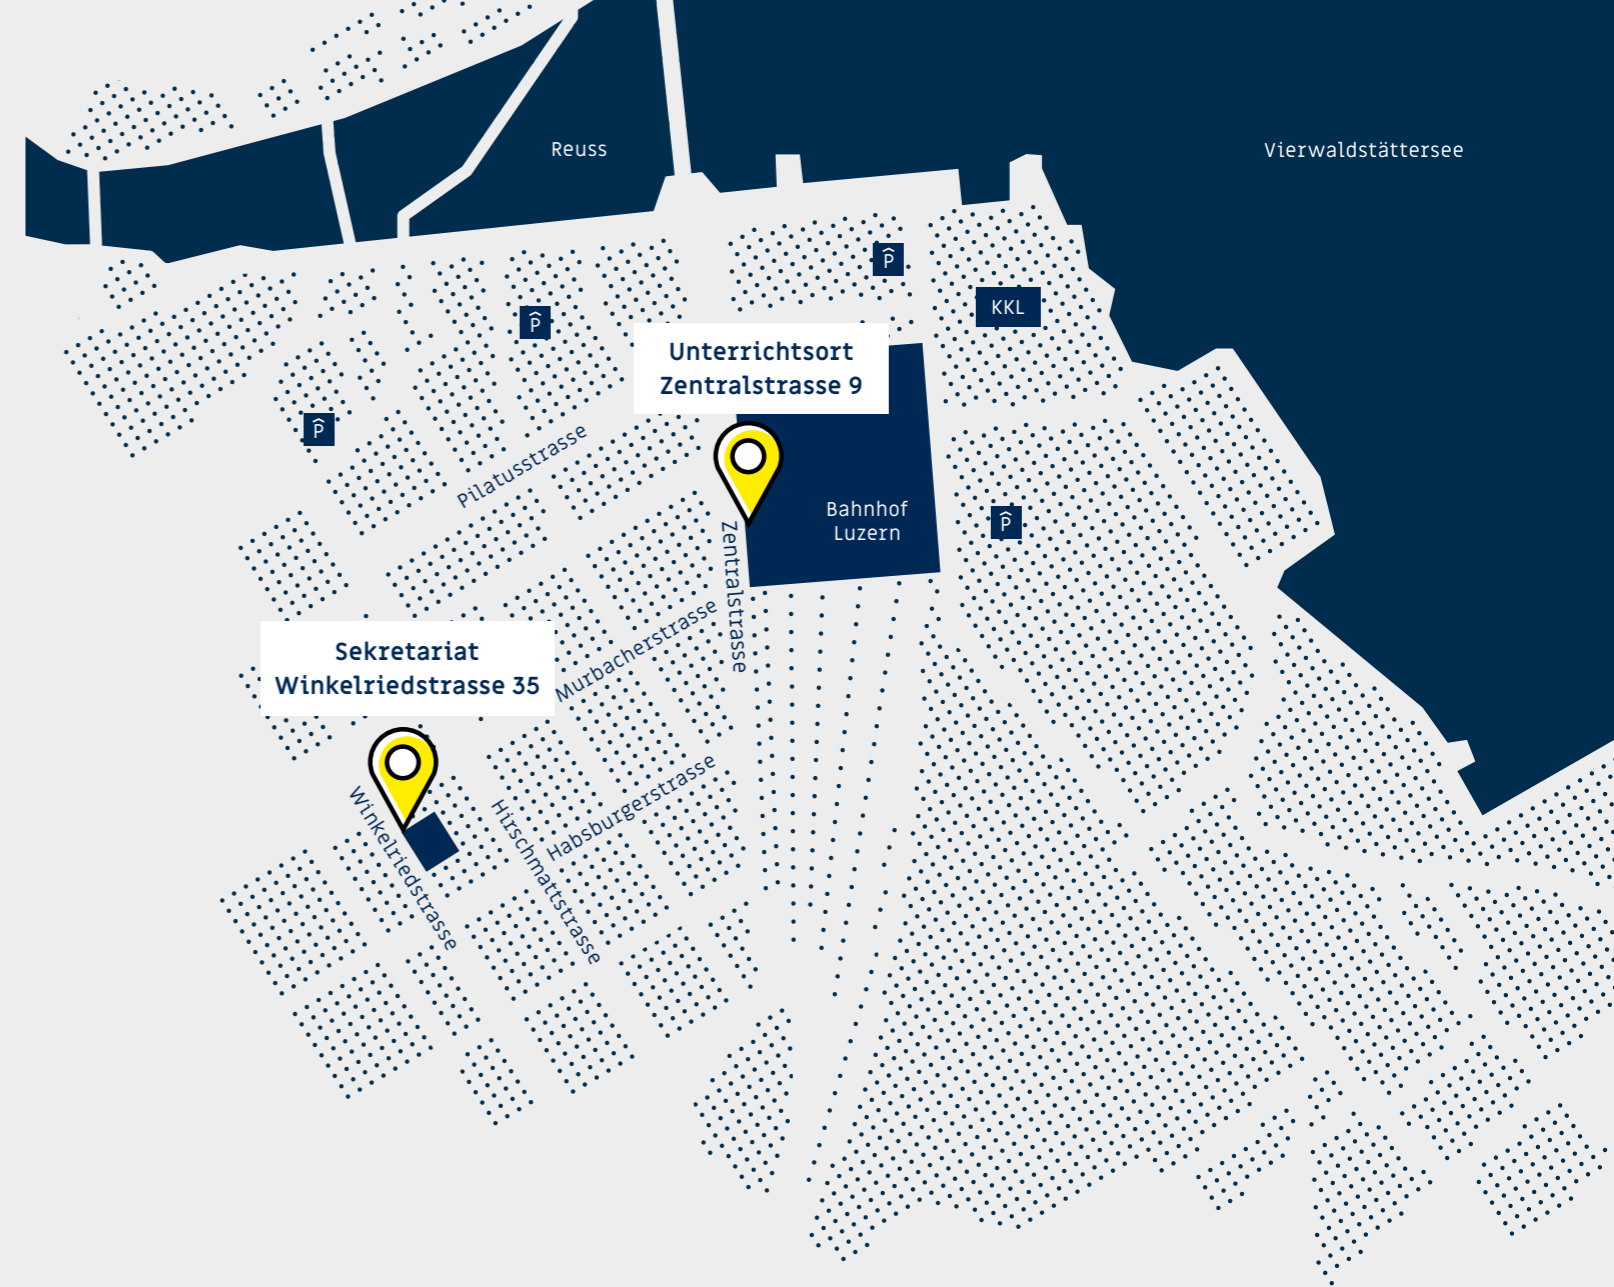 Reuss
Vierwaldstättersee
P
KKL
P
Unterrichtsort
Zentralstrasse 9
P
Pilatusstrasse
Bahnhof
Luzern
P
Zentralstrasse
Murbacherstrasse
Sekretariat
Winkelriedstrasse 35
Habsburgerstrasse
Hirschmattstrasse
Winkelriedstrasse